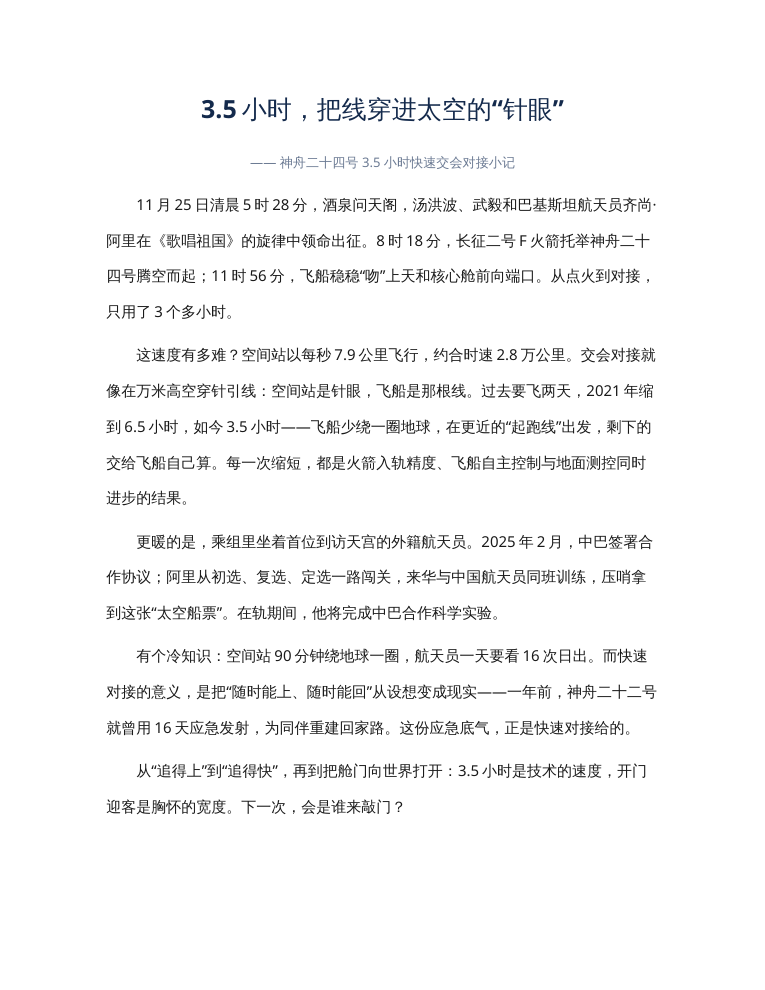 3.5 小时，把线穿进太空的“针眼”
—— 神舟二十四号 3.5 小时快速交会对接小记
11 月 25 日清晨 5 时 28 分，酒泉问天阁，汤洪波、武毅和巴基斯坦航天员齐尚·
阿里在《歌唱祖国》的旋律中领命出征。8 时 18 分，长征二号 F 火箭托举神舟二十
四号腾空而起；11 时 56 分，飞船稳稳“吻”上天和核心舱前向端口。从点火到对接，
只用了 3 个多小时。
这速度有多难？空间站以每秒 7.9 公里飞行，约合时速 2.8 万公里。交会对接就
像在万米高空穿针引线：空间站是针眼，飞船是那根线。过去要飞两天，2021 年缩
到 6.5 小时，如今 3.5 小时——飞船少绕一圈地球，在更近的“起跑线”出发，剩下的
交给飞船自己算。每一次缩短，都是火箭入轨精度、飞船自主控制与地面测控同时
进步的结果。
更暖的是，乘组里坐着首位到访天宫的外籍航天员。2025 年 2 月，中巴签署合
作协议；阿里从初选、复选、定选一路闯关，来华与中国航天员同班训练，压哨拿
到这张“太空船票”。在轨期间，他将完成中巴合作科学实验。
有个冷知识：空间站 90 分钟绕地球一圈，航天员一天要看 16 次日出。而快速
对接的意义，是把“随时能上、随时能回”从设想变成现实——一年前，神舟二十二号
就曾用 16 天应急发射，为同伴重建回家路。这份应急底气，正是快速对接给的。
从“追得上”到“追得快”，再到把舱门向世界打开：3.5 小时是技术的速度，开门
迎客是胸怀的宽度。下一次，会是谁来敲门？